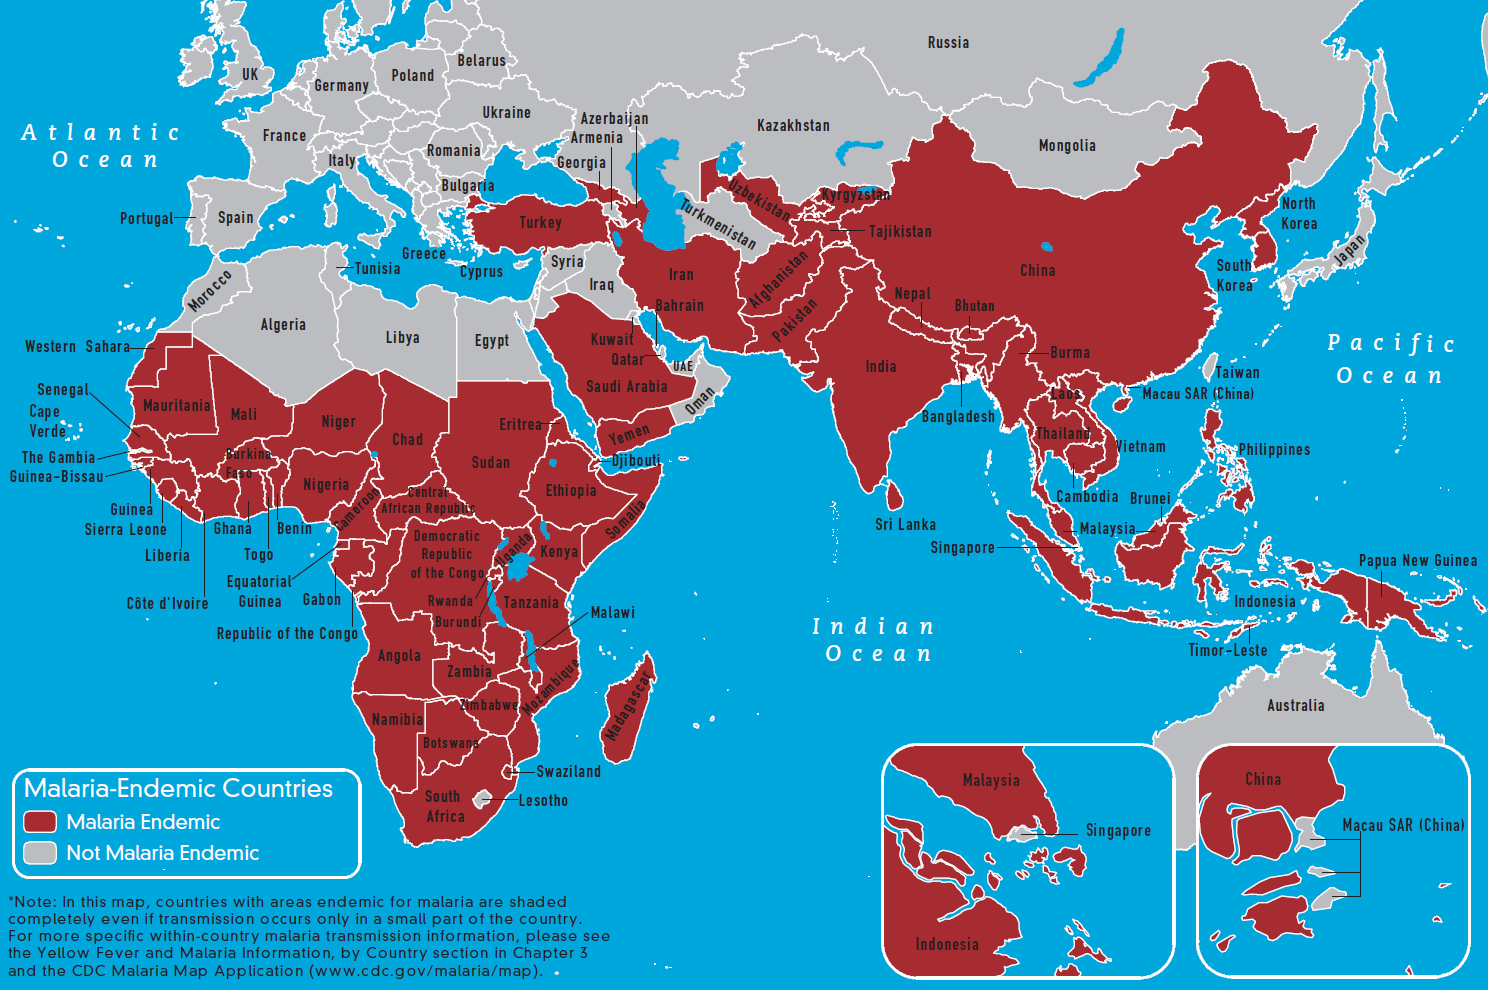 Russia
Belarus
UK
Poland
Germany
Ukraine
Azerbaijan
Kazakhstan
Atlantic
Ocean
France
Armenia
Mongolia
Romania
Italy
Georgia
Bulgaria
Uzbekistan
Kyrgyzstan
North
Korea
Portugal
Spain
Turkey
Turkmenistan
Tajikistan
Japan
Greece
Tunisia
Cyprus
Syria
Iraq
Iran
Afghanistan
China
South
Korea
Morocco
Nepal
Bhutan
Bahrain
Pakistan
Algeria
Libya
Egypt
Kuwait
Qatar
UAE
Western Sahara
Burma
Pacific
Ocean
India
Taiwan
Saudi Arabia
Oman
Laos
Macau SAR (China)
Senegal
Cape
Verde
Mauritania
Mali
Niger
Chad
Eritrea
Yemen
Bangladesh
Thailand
Vietnam
Philippines
The Gambia
Guinea-Bissau
Burkina
Faso
Sudan
Djibouti
Nigeria
Ethiopia
Cambodia
Brunei
Guinea
Sierra Leone
Ghana
Benin
Cameroon
Central
African Republic
Somalia
Sri Lanka
Malaysia
Liberia
Togo
Democratic
Republic
of the Congo
Uganda
Kenya
Singapore
Papua New Guinea
Equatorial
Guinea
Côte d'Ivoire
Gabon
Rwanda
Burundi
Tanzania
Malawi
Indonesia
Republic of the Congo
Indian
Ocean
Timor-Leste
Angola
Zambia
Mozambique
Madagascar
Zimbabwe
Namibia
Botswana
Australia
Swaziland
South
Africa
Lesotho
Malaria-Endemic Countries
Malaria Endemic
Not Malaria Endemic
Malaysia
Singapore
Indonesia
China
Macau SAR (China)
*Note: In this map, countries with areas endemic for malaria are shaded
completely even if transmission occurs only in a small part of the country.
For more specific within-country malaria transmission information, please see
the Yellow Fever and Malaria Information, by Country section in Chapter 3
and the CDC Malaria Map Application (www.cdc.gov/malaria/map).